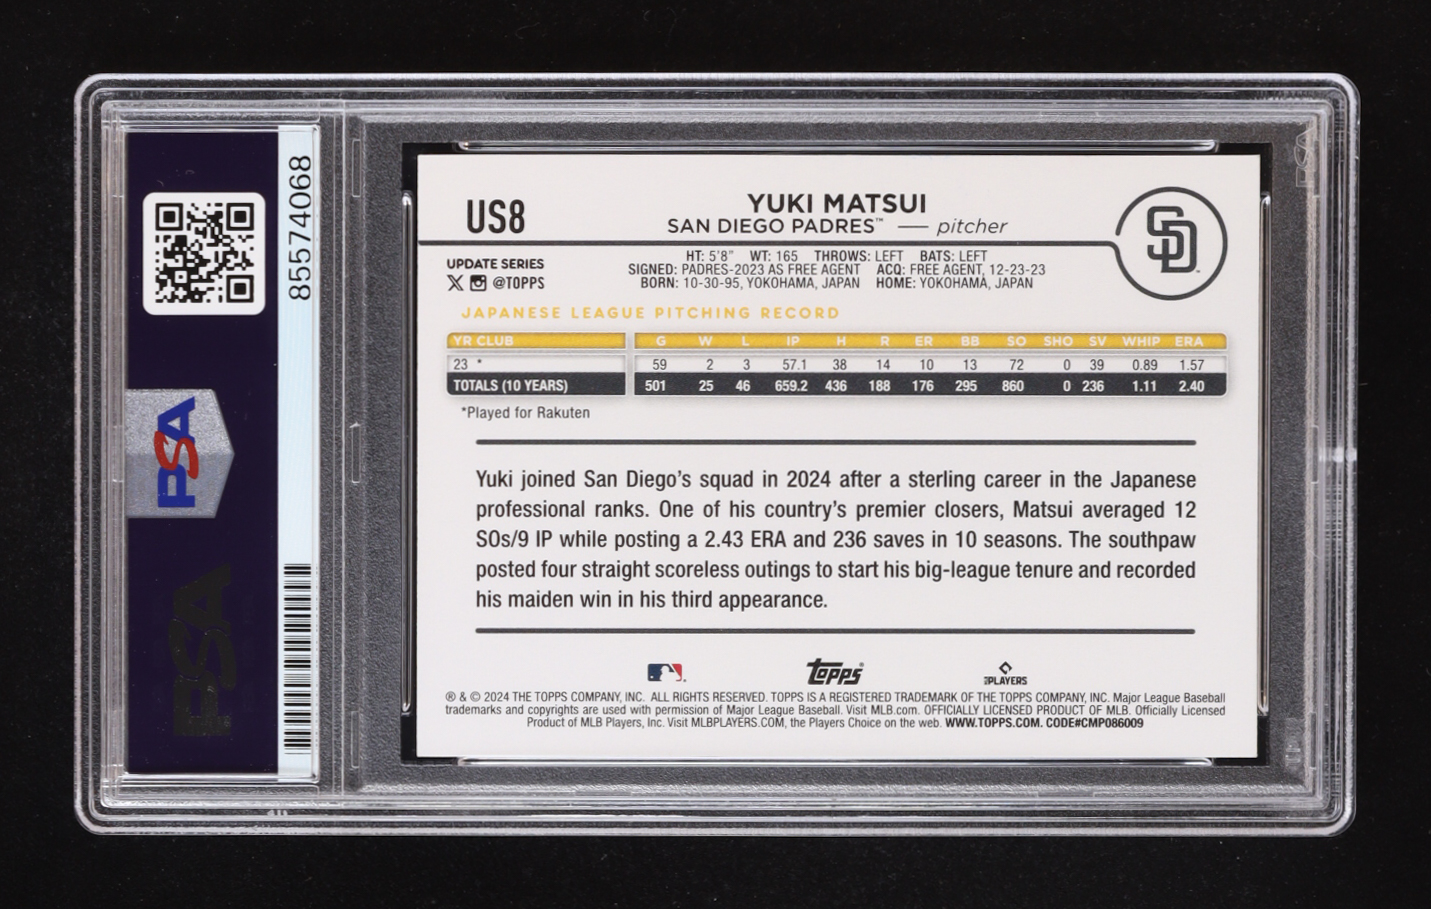 85574068
PSA
PSA
US8
YUKI MATSUI
SAN DIEGO PADRES™ — pitcher
SD
UPDATE SERIES
@TOPPS
HT: 5'8" WT: 165 THROWS: LEFT BATS: LEFT
SIGNED: PADRES-2023 AS FREE AGENT ACQ: FREE AGENT, 12-23-23
BORN: 10-30-95, YOKOHAMA, JAPAN HOME: YOKOHAMA, JAPAN
JAPANESE LEAGUE PITCHING RECORD
YR CLUB G W L IP H R ER BB SO SHO SV WHIP ERA
23 * 59 2 3 57.1 38 14 10 13 72 0 39 0.89 1.57
TOTALS (10 YEARS) 501 25 46 659.2 436 188 176 295 860 0 236 1.11 2.40
*Played for Rakuten
Yuki joined San Diego's squad in 2024 after a sterling career in the Japanese
professional ranks. One of his country's premier closers, Matsui averaged 12
SOs/9 IP while posting a 2.43 ERA and 236 saves in 10 seasons. The southpaw
posted four straight scoreless outings to start his big-league tenure and recorded
his maiden win in his third appearance.
Topps®
PLAYERS
® & © 2024 THE TOPPS COMPANY, INC. ALL RIGHTS RESERVED. TOPPS IS A REGISTERED TRADEMARK OF THE TOPPS COMPANY, INC. Major League Baseball
trademarks and copyrights are used with permission of Major League Baseball. Visit MLB.com. OFFICIALLY LICENSED PRODUCT OF MLB. Officially Licensed
Product of MLB Players, Inc. Visit MLBPLAYERS.COM, the Players Choice on the web. WWW.TOPPS.COM. CODE#CMP086009